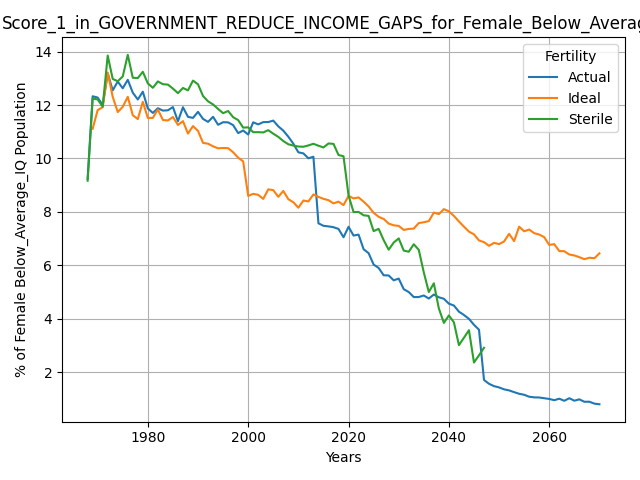 Score_1_in_GOVERNMENT_REDUCE_INCOME_GAPS_for_Female_Below_Averag
Fertility
Actual
Ideal
Sterile
14
12
10
8
6
4
2
% of Female Below_Average_IQ Population
1980
2000
2020
2040
2060
Years